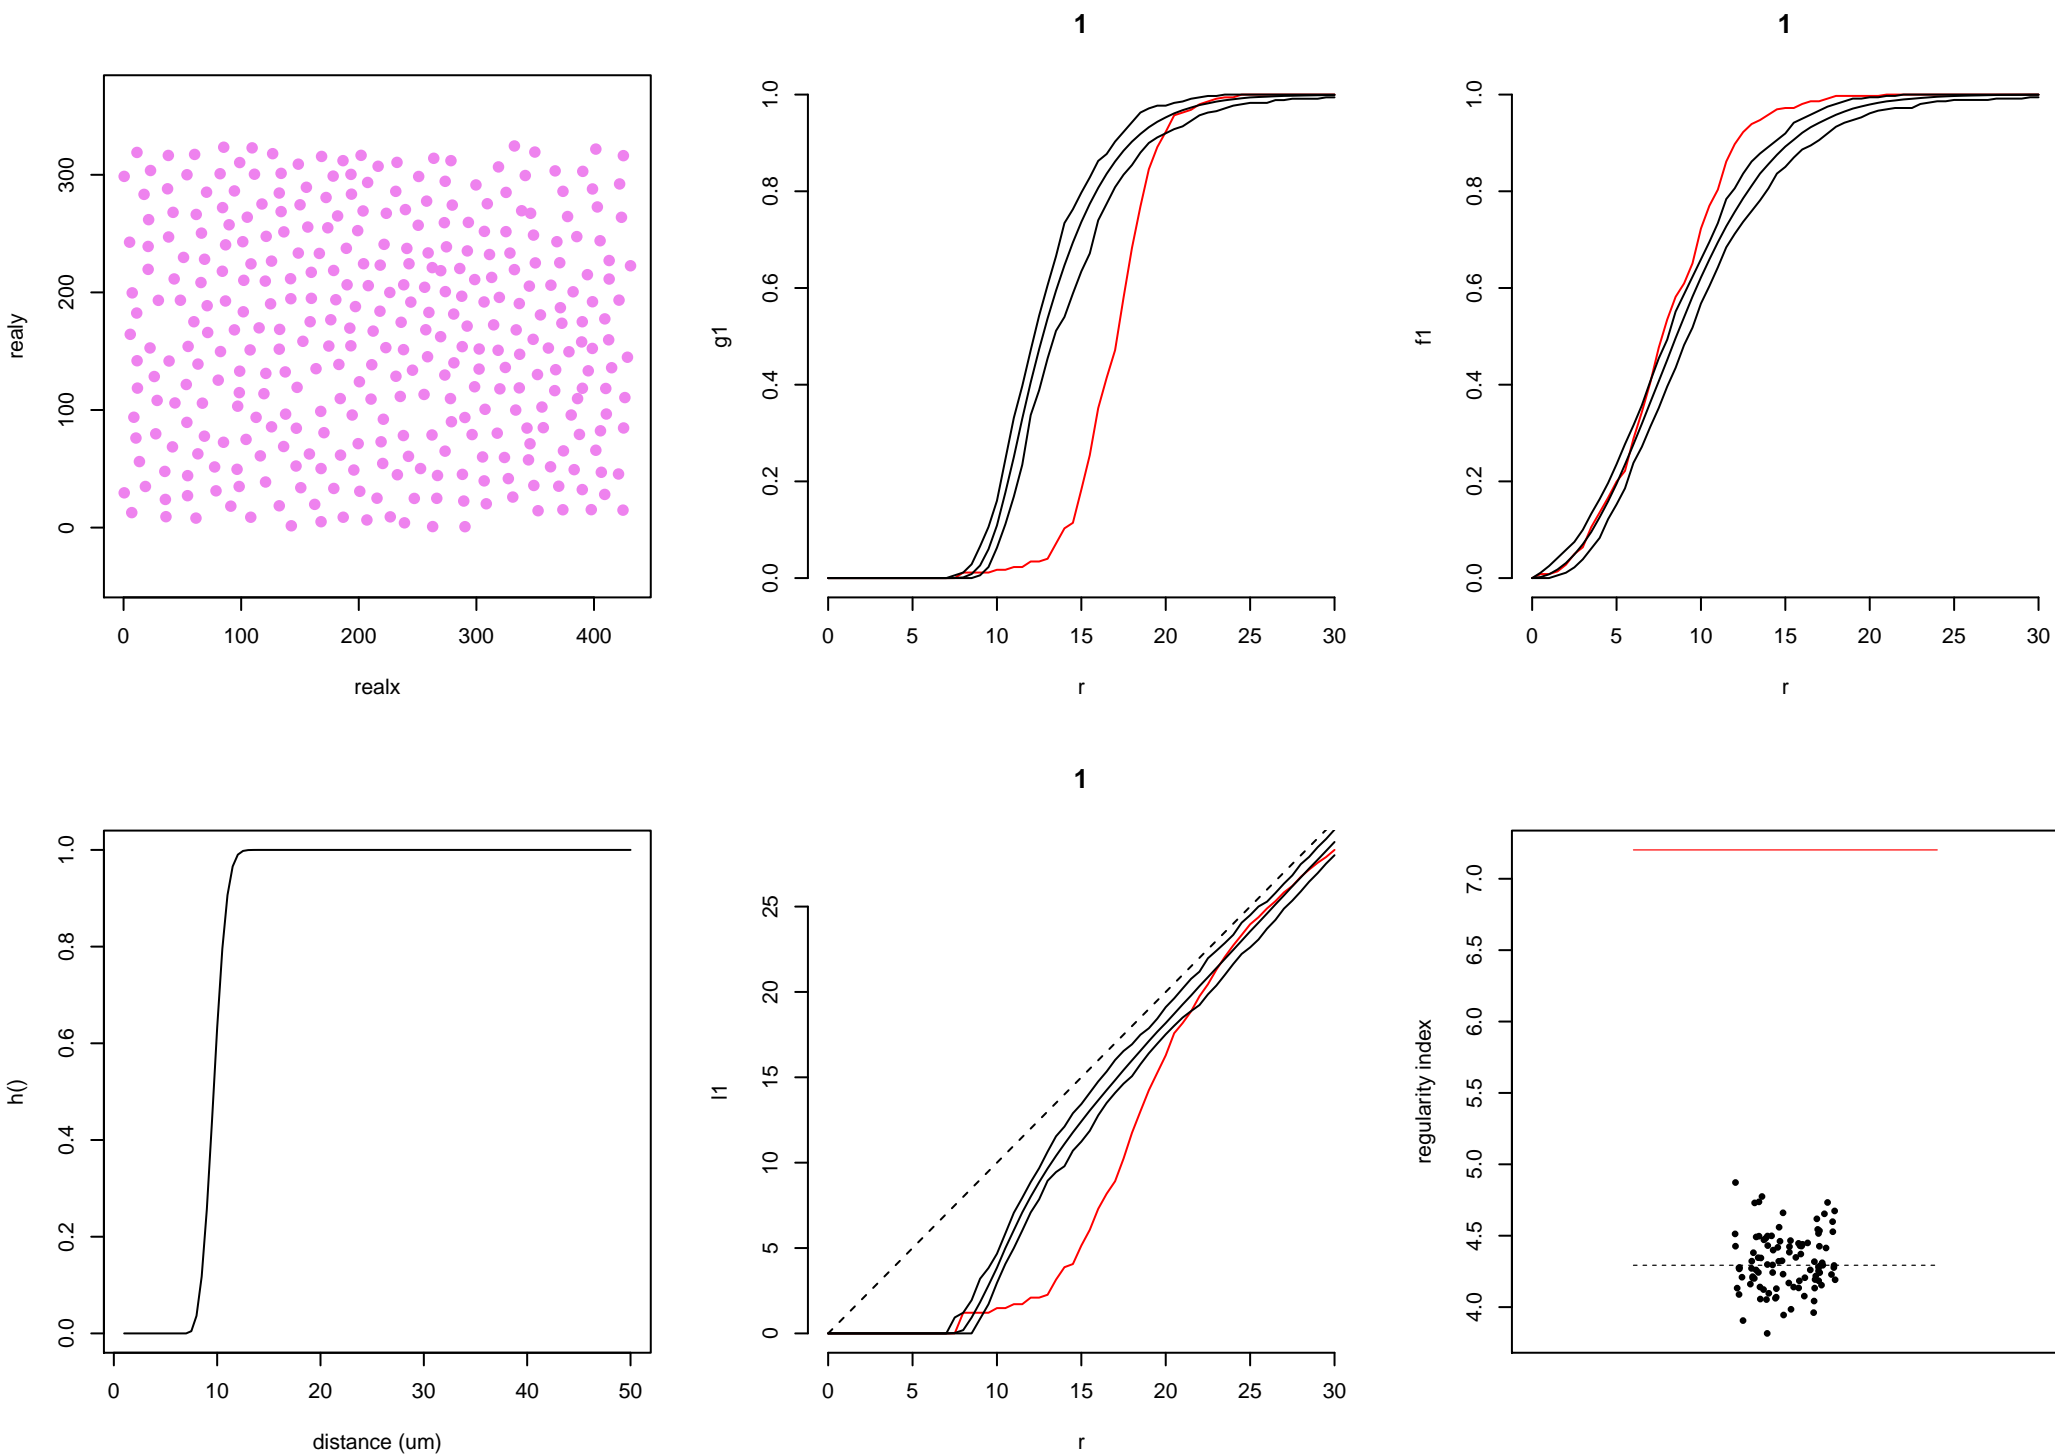 1
1
realy
0 100 200 300
0 100 200 300 400
realx
g1
0.0 0.2 0.4 0.6 0.8 1.0
0 5 10 15 20 25 30
r
f1
0.0 0.2 0.4 0.6 0.8 1.0
0 5 10 15 20 25 30
r
1
h()
0.0 0.2 0.4 0.6 0.8 1.0
0 10 20 30 40 50
distance (um)
l1
0 5 10 15 20 25
0 5 10 15 20 25 30
r
regularity index
4.0 4.5 5.0 5.5 6.0 6.5 7.0